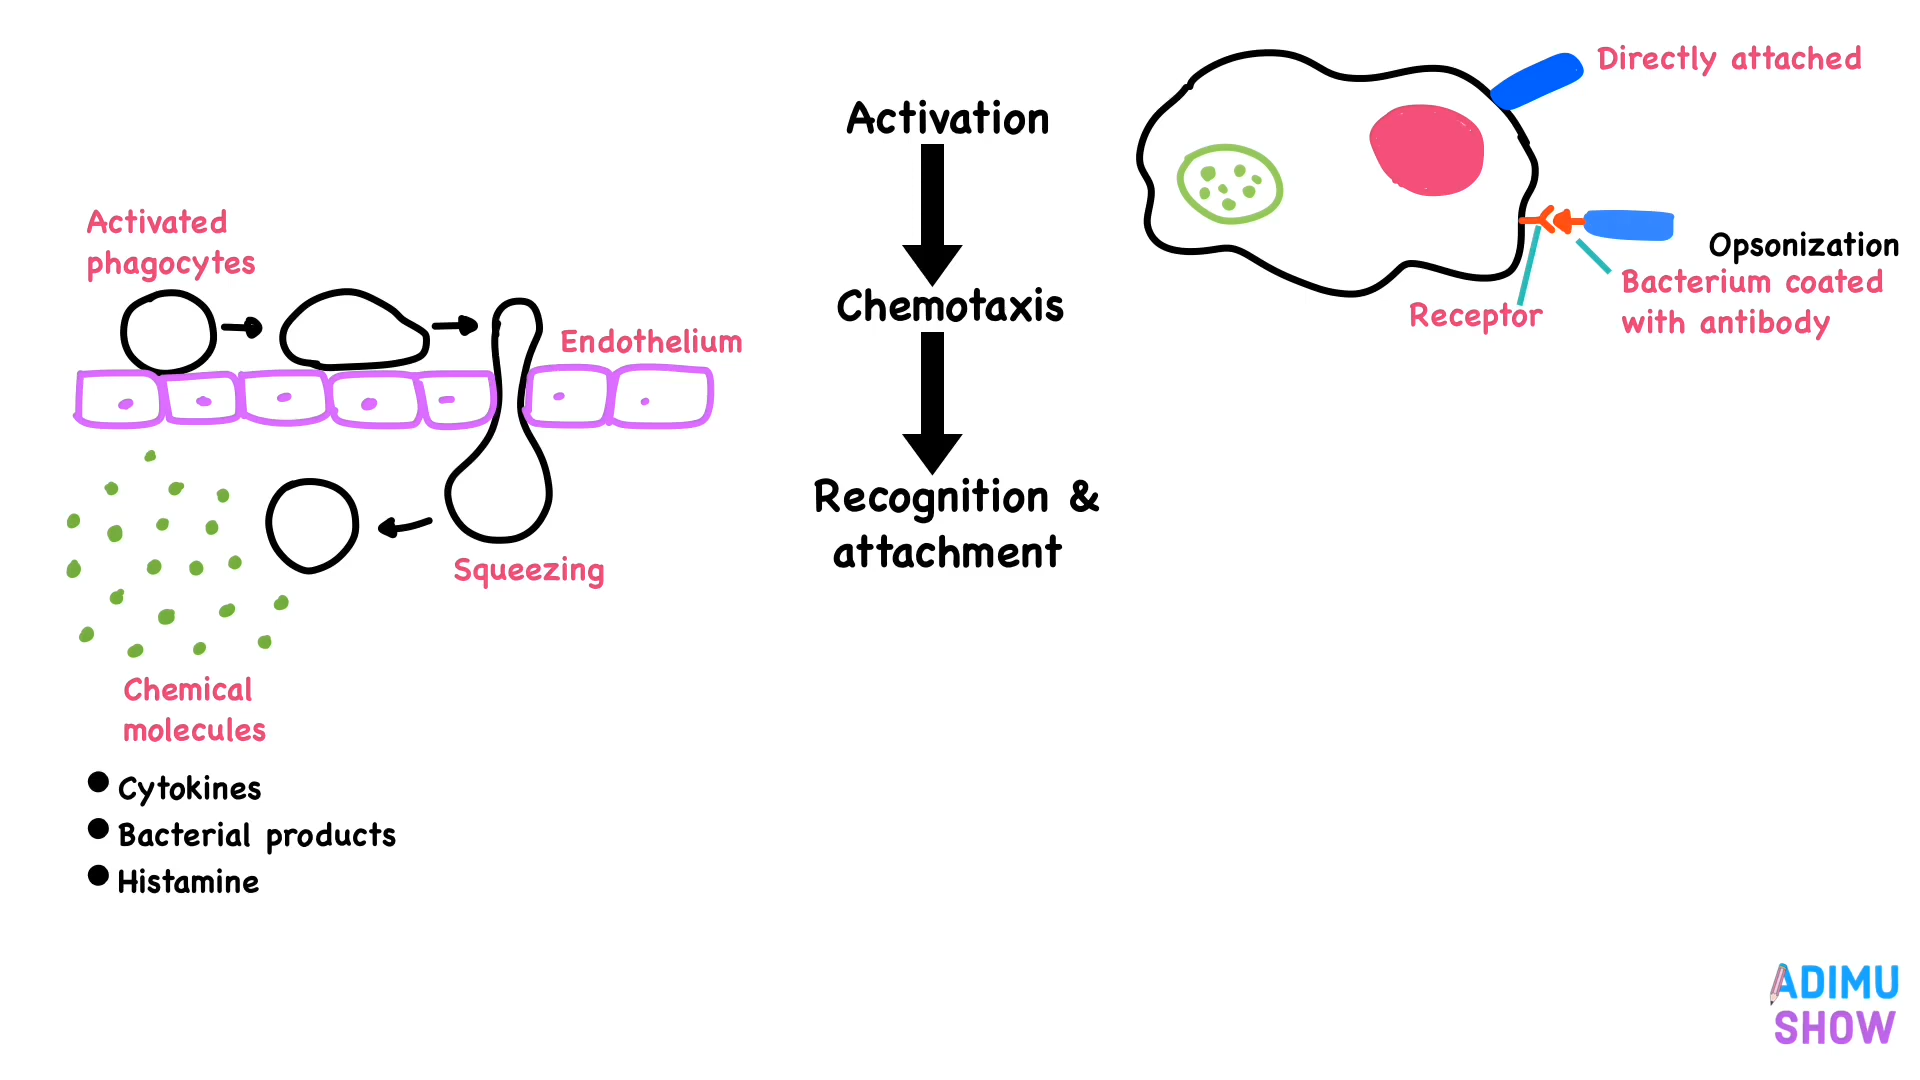 Activated
phagocytes
Endothelium
Squeezing
Chemical
molecules
Cytokines
Bacterial products
Histamine
Activation
Chemotaxis
Recognition &
attachment
Directly attached
Opsonization
Bacterium coated
with antibody
Receptor
ADIMU
SHOW